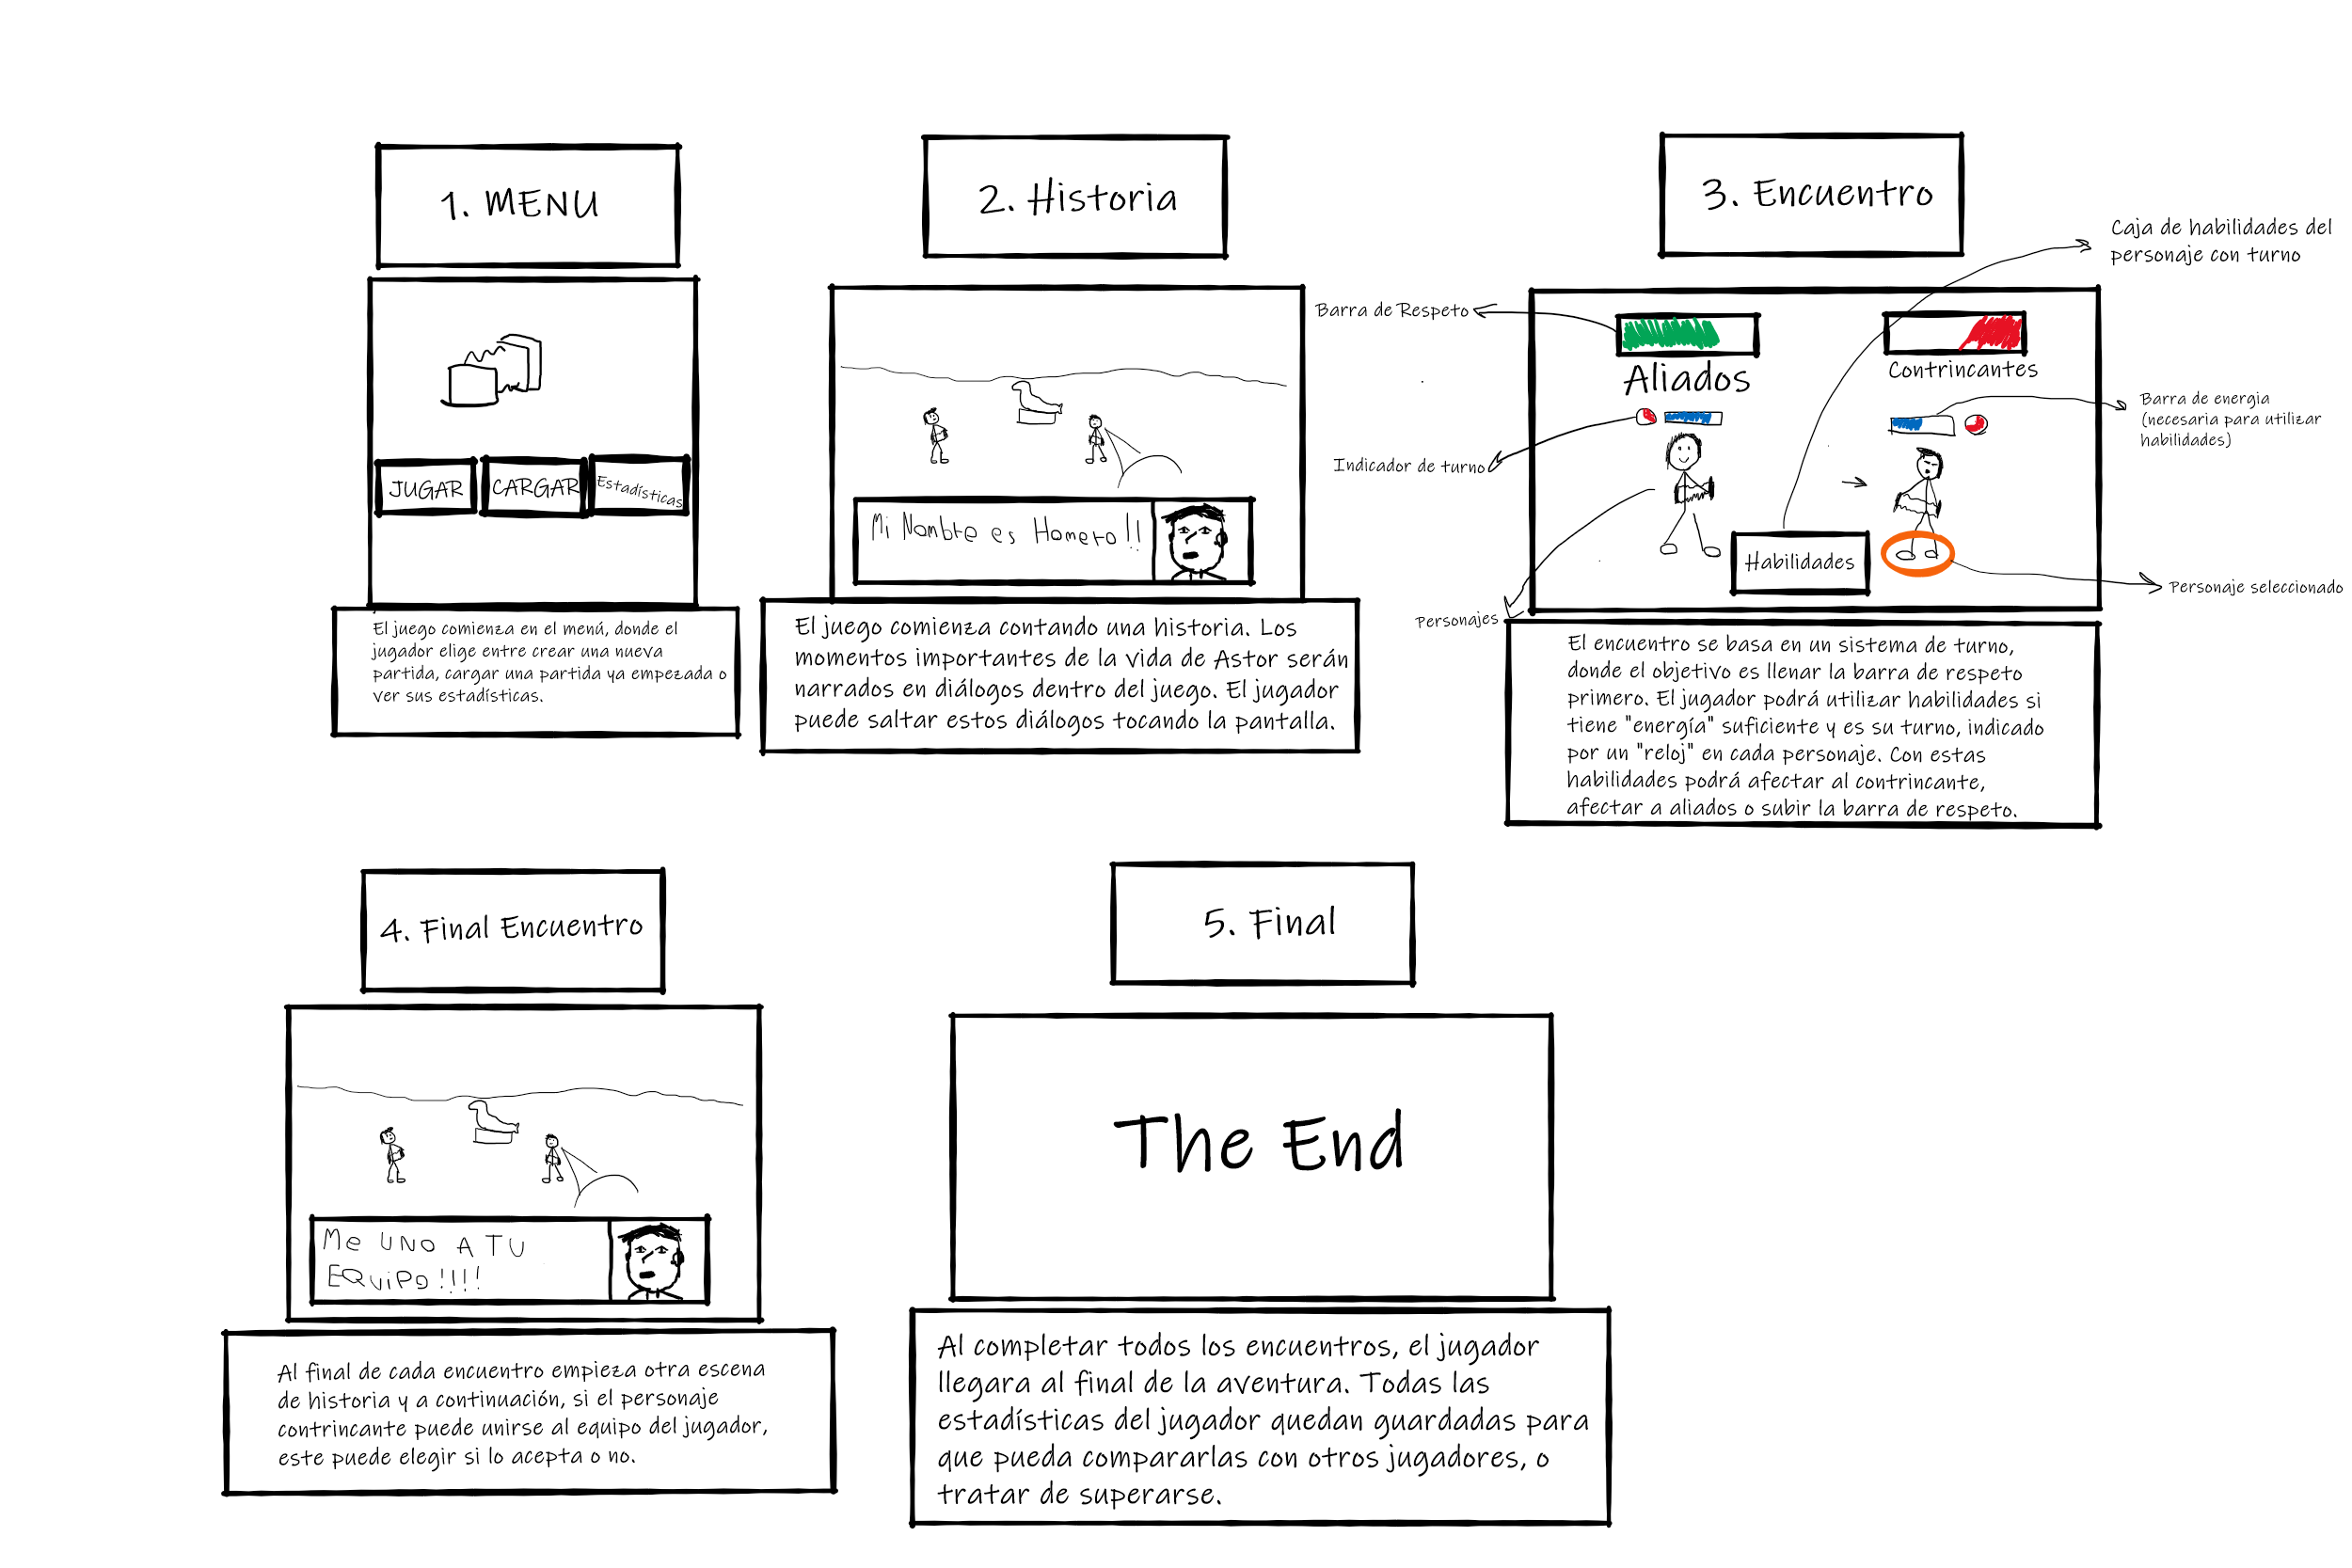 1. MENU
JUGAR
CARGAR
Estadísticas
El juego comienza en el menú, donde el
jugador elige entre crear una nueva
partida, cargar una partida ya empezada o
ver sus estadísticas.
2. Historia
Mi Nombre es Homero!!
El juego comienza contando una historia. Los
momentos importantes de la vida de Astor serán
narrados en diálogos dentro del juego. El jugador
puede saltar estos diálogos tocando la pantalla.
3. Encuentro
Caja de habilidades del
personaje con turno
Barra de Respeto
Aliados
Contrincantes
Barra de energia
(necesaria para utilizar
habilidades)
Indicador de turno
Habilidades
Personaje seleccionado
Personajes
El encuentro se basa en un sistema de turno,
donde el objetivo es llenar la barra de respeto
primero. El jugador podrá utilizar habilidades si
tiene "energía" suficiente y es su turno, indicado
por un "reloj" en cada personaje. Con estas
habilidades podrá afectar al contrincante,
afectar a aliados o subir la barra de respeto.
4. Final Encuentro
Me UNO A TU
EQuiPo!!!!
Al final de cada encuentro empieza otra escena
de historia y a continuación, si el personaje
contrincante puede unirse al equipo del jugador,
este puede elegir si lo acepta o no.
5. Final
The End
Al completar todos los encuentros, el jugador
llegara al final de la aventura. Todas las
estadísticas del jugador quedan guardadas para
que pueda compararlas con otros jugadores, o
tratar de superarse.